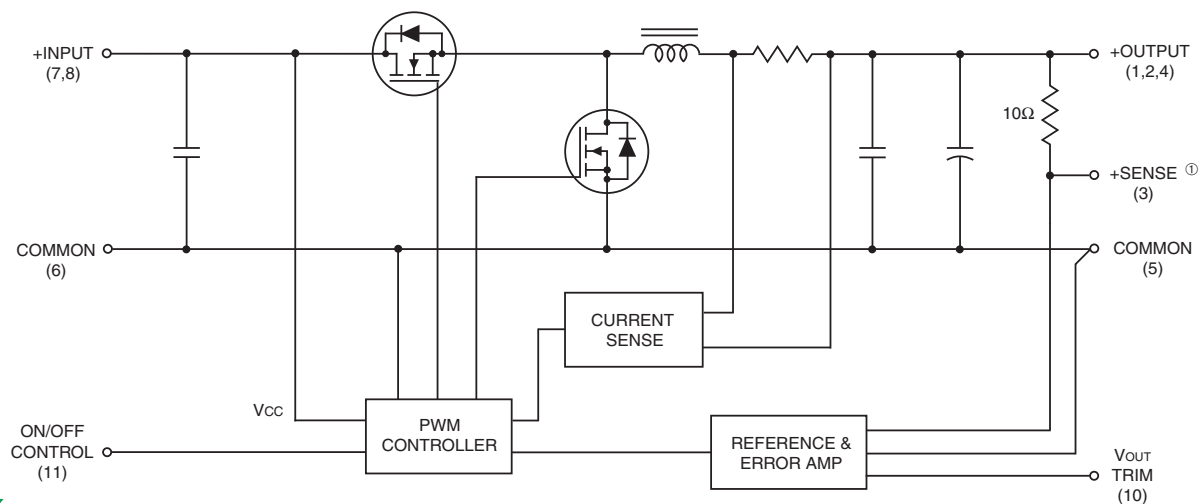 +INPUT
(7,8)
+OUTPUT
(1,2,4)
10Ω
+SENSE ①
(3)
COMMON
(6)
COMMON
(5)
CURRENT
SENSE
VCC
PWM
CONTROLLER
ON/OFF
CONTROL
(11)
REFERENCE &
ERROR AMP
VOUT
TRIM
(10)